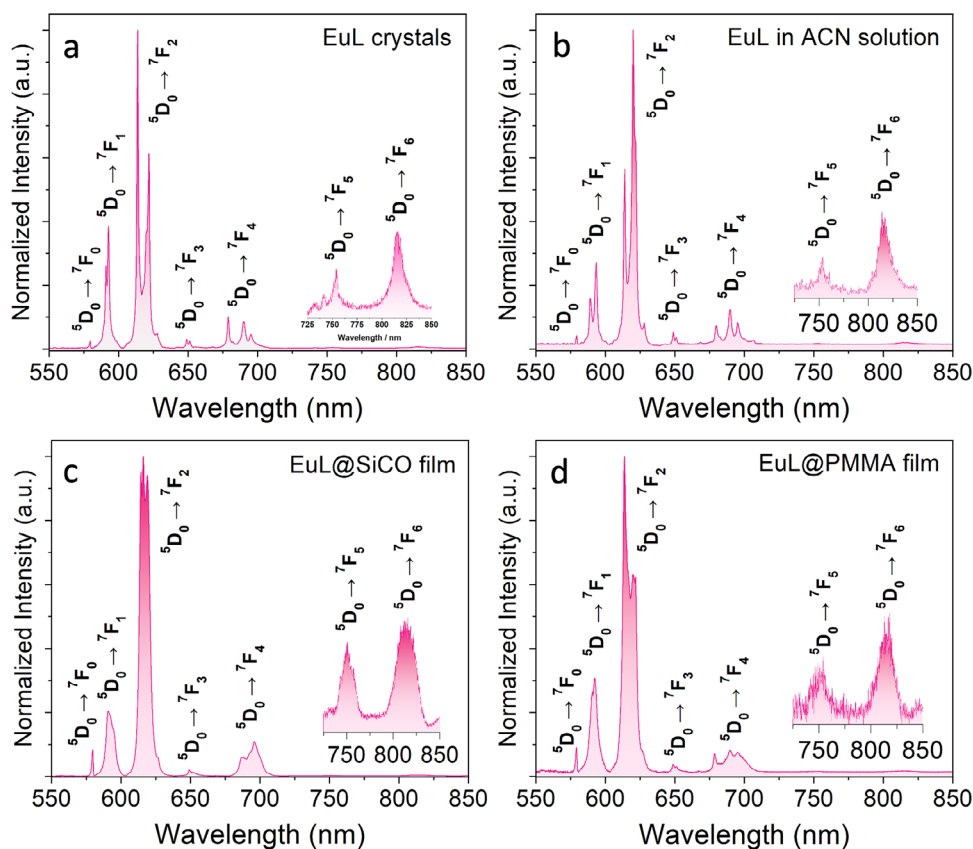 a
EuL crystals
Normalized Intensity (a.u.)
⁵D₀ → ⁷F₀
⁵D₀ → ⁷F₁
⁵D₀ → ⁷F₂
⁵D₀ → ⁷F₃
⁵D₀ → ⁷F₄
⁵D₀ → ⁷F₅
⁵D₀ → ⁷F₆
725 750 775 800 825 850
Wavelength / nm
550 600 650 700 750 800 850
Wavelength (nm)
b
EuL in ACN solution
Normalized Intensity (a.u.)
⁵D₀ → ⁷F₀
⁵D₀ → ⁷F₁
⁵D₀ → ⁷F₂
⁵D₀ → ⁷F₃
⁵D₀ → ⁷F₄
⁵D₀ → ⁷F₅
⁵D₀ → ⁷F₆
750 800 850
550 600 650 700 750 800 850
Wavelength (nm)
c
EuL@SiCO film
Normalized Intensity (a.u.)
⁵D₀ → ⁷F₀
⁵D₀ → ⁷F₁
⁵D₀ → ⁷F₂
⁵D₀ → ⁷F₃
⁵D₀ → ⁷F₄
⁵D₀ → ⁷F₅
⁵D₀ → ⁷F₆
750 800 850
550 600 650 700 750 800 850
Wavelength (nm)
d
EuL@PMMA film
Normalized Intensity (a.u.)
⁵D₀ → ⁷F₀
⁵D₀ → ⁷F₁
⁵D₀ → ⁷F₂
⁵D₀ → ⁷F₃
⁵D₀ → ⁷F₄
⁵D₀ → ⁷F₅
⁵D₀ → ⁷F₆
750 800 850
550 600 650 700 750 800 850
Wavelength (nm)